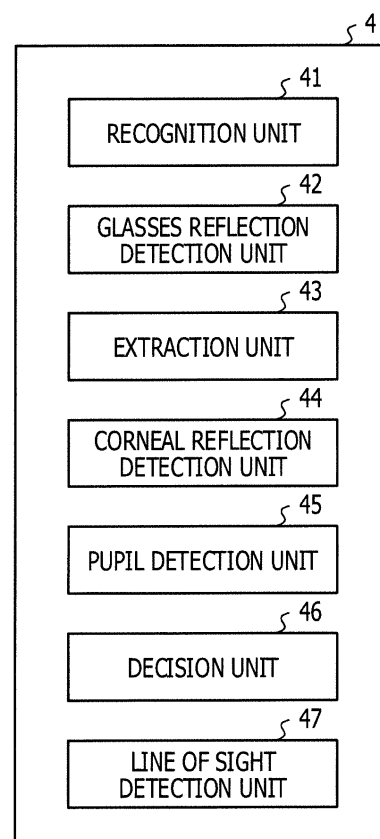 4
41
RECOGNITION UNIT
42
GLASSES REFLECTION
DETECTION UNIT
43
EXTRACTION UNIT
44
CORNEAL REFLECTION
DETECTION UNIT
45
PUPIL DETECTION UNIT
46
DECISION UNIT
47
LINE OF SIGHT
DETECTION UNIT